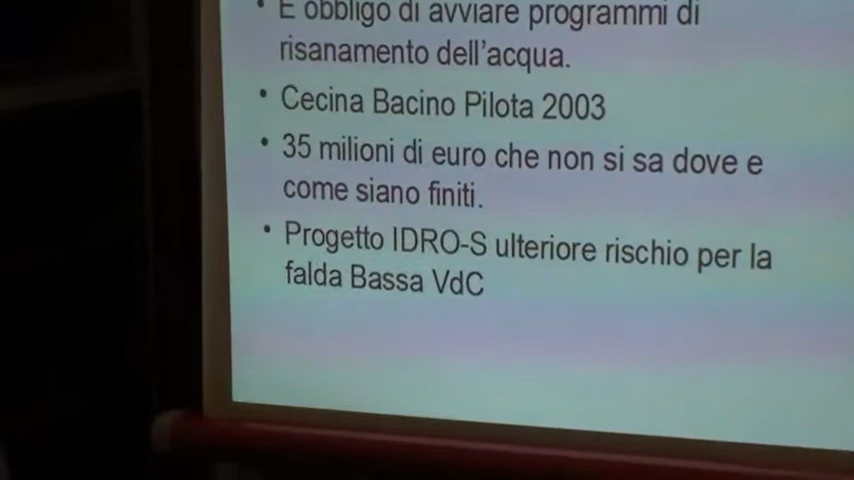 • E obbligo di avviare programmi di
risanamento dell'acqua.
• Cecina Bacino Pilota 2003
• 35 milioni di euro che non si sa dove e
come siano finiti.
• Progetto IDRO-S ulteriore rischio per la
falda Bassa VdC